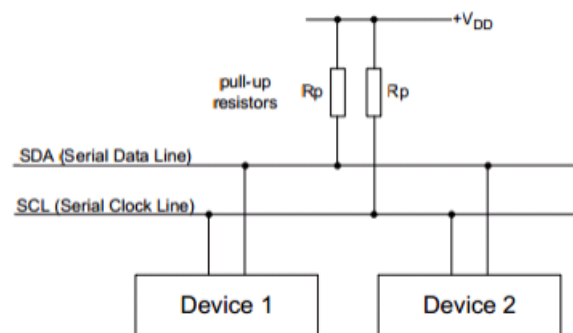 +VDD
pull-up
resistors
Rp
Rp
SDA (Serial Data Line)
SCL (Serial Clock Line)
Device 1
Device 2